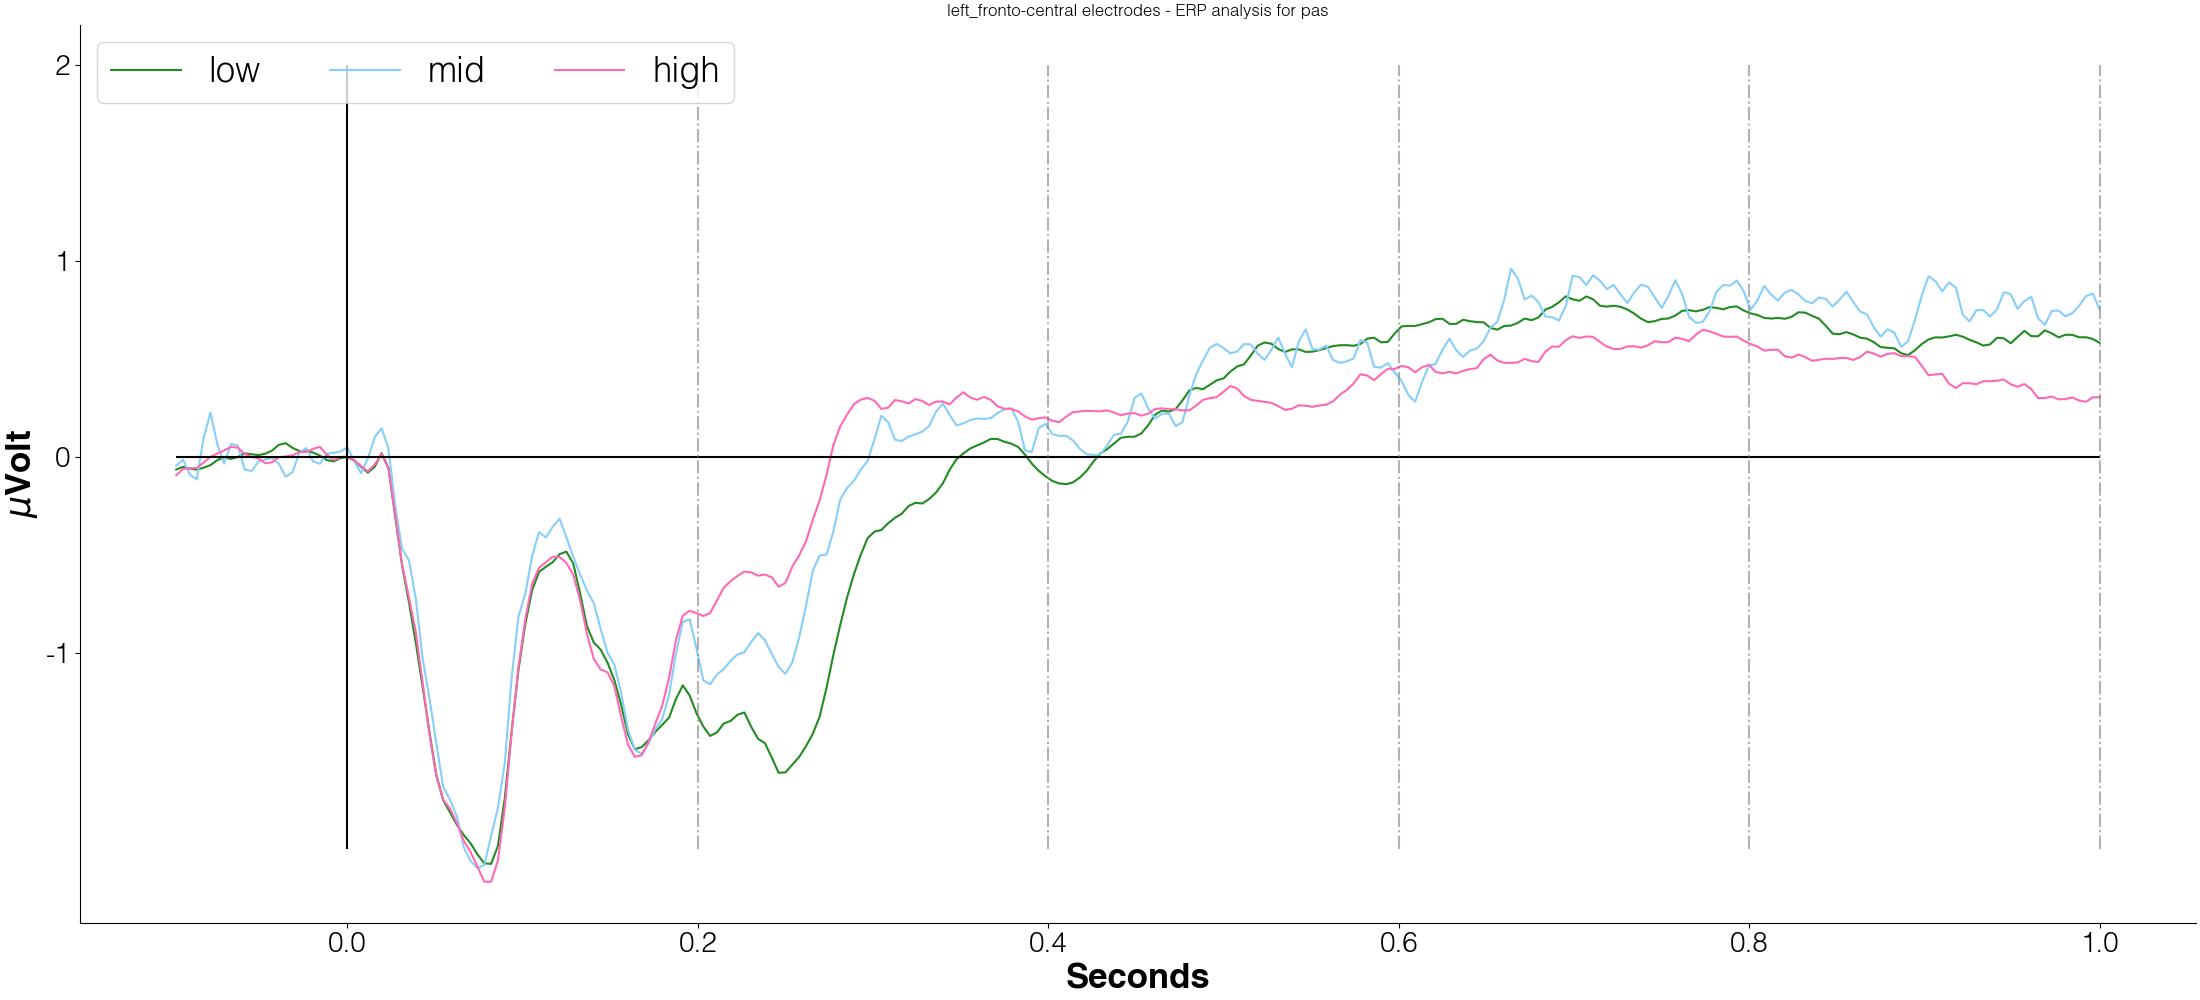 left_fronto-central electrodes - ERP analysis for pas
low mid high
2
1
0
-1
μVolt
0.0 0.2 0.4 0.6 0.8 1.0
Seconds